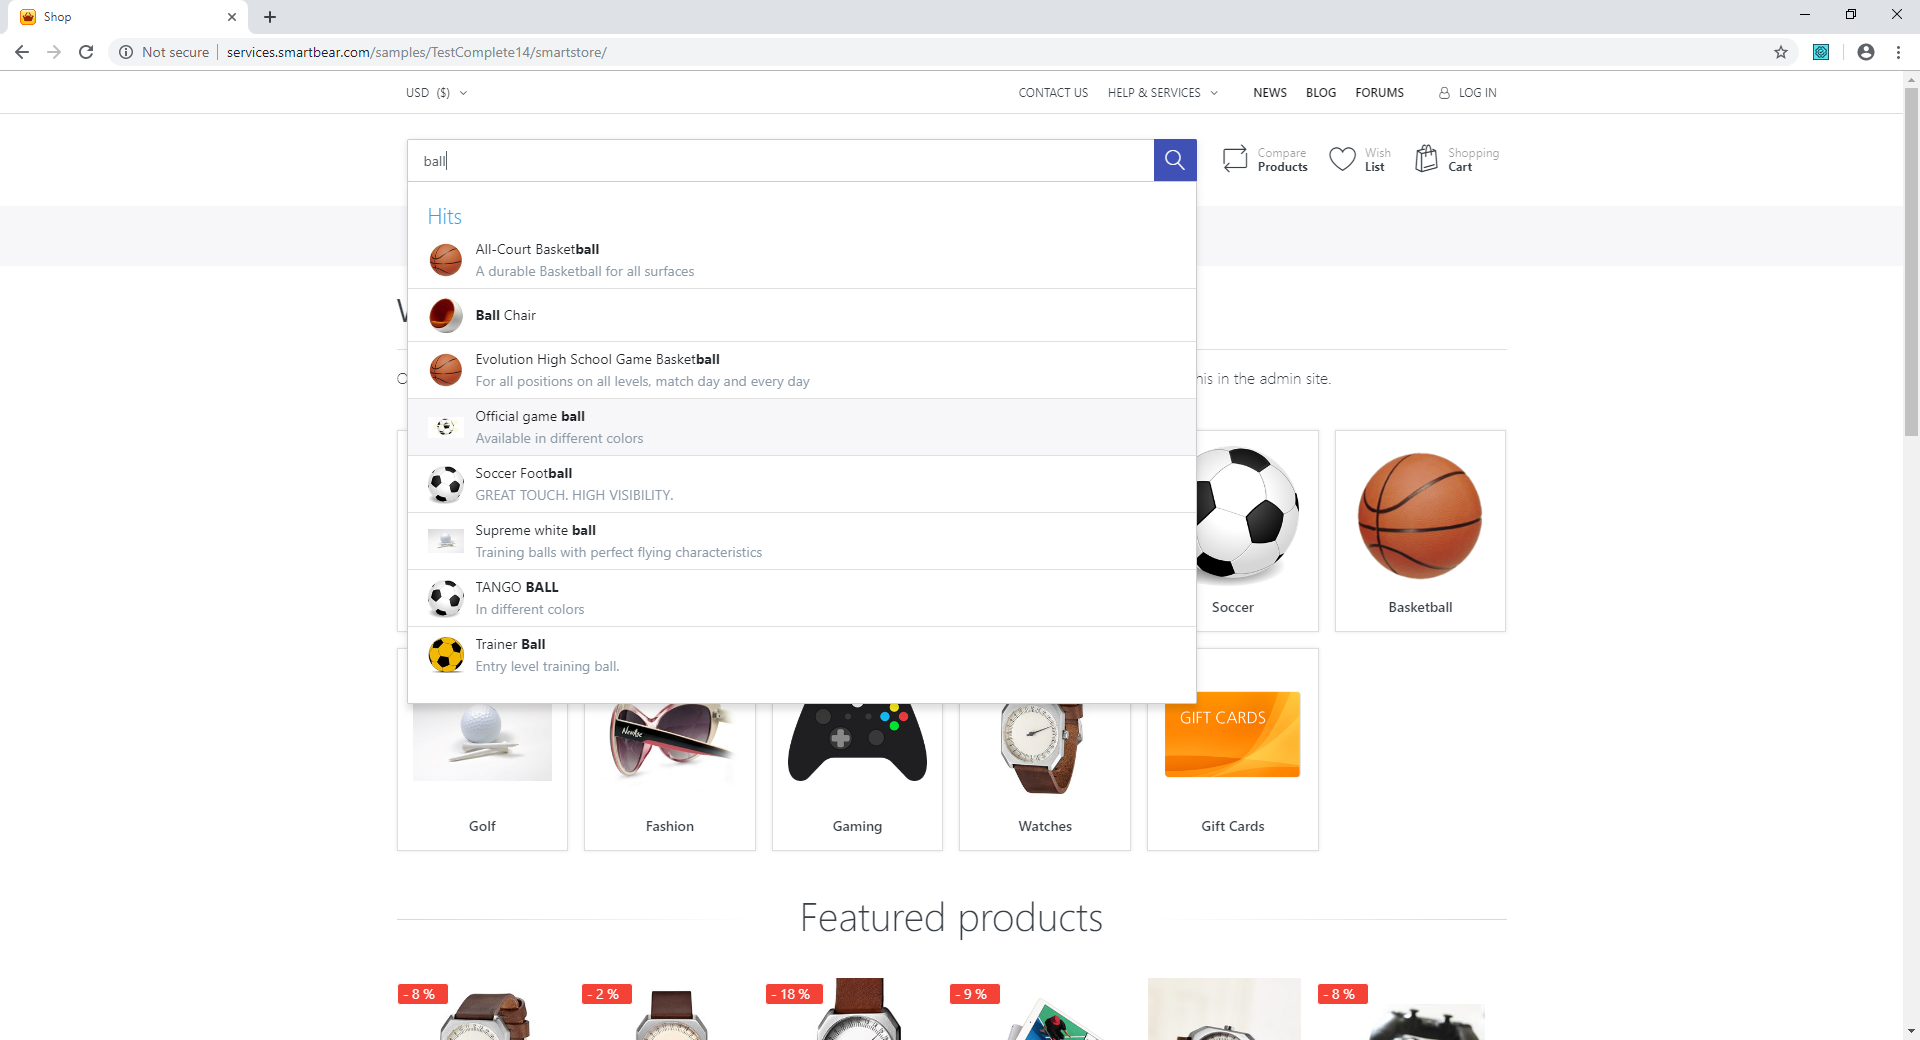 Shop
Not secure
services.smartbear.com/samples/TestComplete14/smartstore/
USD ($)
CONTACT US
HELP & SERVICES
NEWS
BLOG
FORUMS
LOG IN
ball
Compare
Products
Wish
List
Shopping
Cart
Hits
All-Court Basketball
A durable Basketball for all surfaces
Ball Chair
Evolution High School Game Basketball
For all positions on all levels, match day and every day
his in the admin site.
Official game ball
Available in different colors
Soccer Football
GREAT TOUCH. HIGH VISIBILITY.
Supreme white ball
Training balls with perfect flying characteristics
TANGO BALL
In different colors
Trainer Ball
Entry level training ball.
Soccer
Basketball
GIFT CARDS
Golf
Fashion
Gaming
Watches
Gift Cards
Featured products
- 8 %
- 2 %
- 18 %
- 9 %
- 8 %